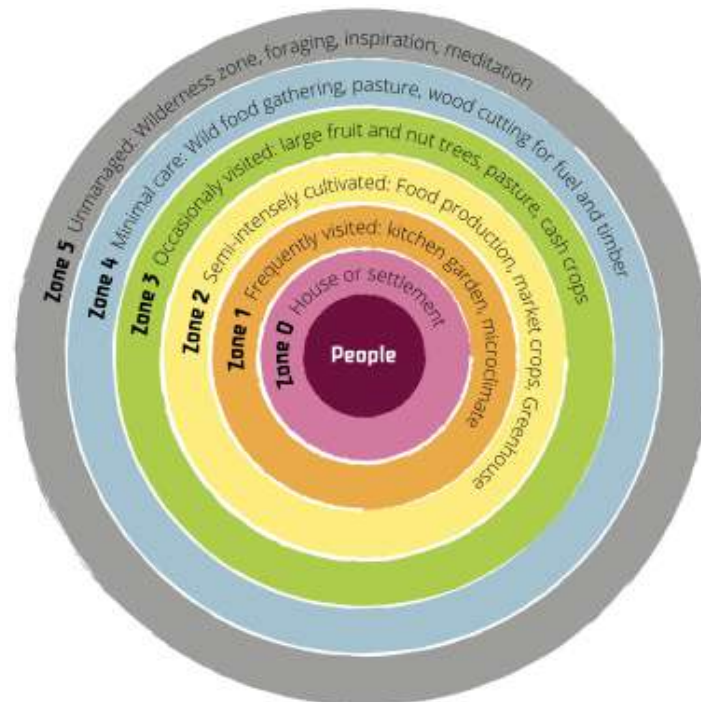 Zone 5 Unmanaged: Wilderness zone, foraging, inspiration, meditation
Zone 4 Minimal care: Wild food gathering, pasture, wood cutting for fuel and timber
Zone 3 Occasionaly visited: large fruit and nut trees, pasture, cash crops
Zone 2 Semi-intensely cultivated: Food production, market crops, Greenhouse
Zone 1 Frequently visited: kitchen garden, microclimate
Zone 0 House or settlement
People